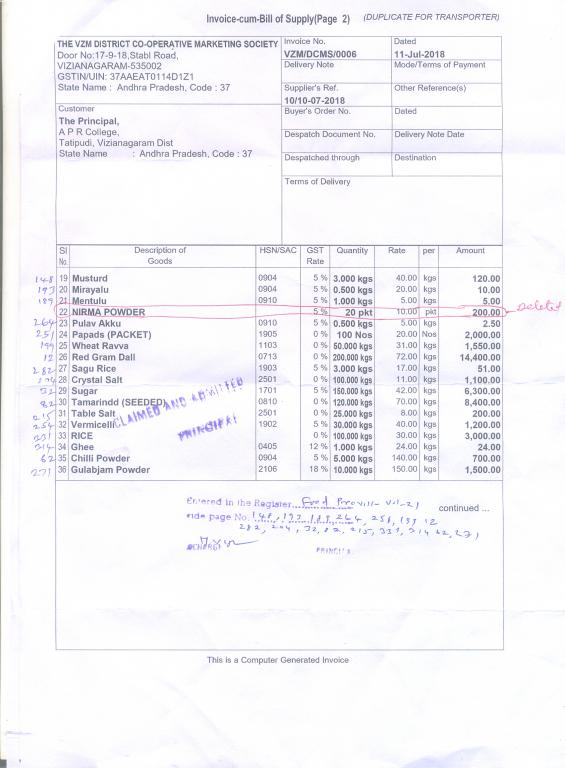 Invoice-cum-Bill of Supply(Page 2) (DUPLICATE FOR TRANSPORTER)
THE VZM DISTRICT CO-OPERATIVE MARKETING SOCIETY
Door No:17-9-18,Stabl Road,
VIZIANAGARAM-535002
GSTIN/UIN: 37AAEAT0114D1Z1
State Name : Andhra Pradesh, Code : 37
Customer
The Principal,
A P R College,
Tatipudi, Vizianagaram Dist
State Name : Andhra Pradesh, Code : 37
Invoice No. Dated
VZM/DCMS/0006 11-Jul-2018
Delivery Note Mode/Terms of Payment
Supplier's Ref. Other Reference(s)
10/10-07-2018
Buyer's Order No. Dated
Despatch Document No. Delivery Note Date
Despatched through Destination
Terms of Delivery
Sl No. Description of Goods HSN/SAC GST Rate Quantity Rate per Amount
148 19 Musturd 0904 5 % 3.000 kgs 40.00 kgs 120.00
193 20 Mirayalu 0904 5 % 0.500 kgs 20.00 kgs 10.00
189 21 Mentulu 0910 5 % 1.000 kgs 5.00 kgs 5.00
22 NIRMA POWDER 5 % 20 pkt 10.00 pkt 200.00 Deleted
264 23 Pulav Akku 0910 5 % 0.500 kgs 5.00 kgs 2.50
251 24 Papads (PACKET) 1905 0 % 100 Nos 20.00 Nos 2,000.00
199 25 Wheat Ravva 1103 0 % 50.000 kgs 31.00 kgs 1,550.00
12 26 Red Gram Dall 0713 0 % 200.000 kgs 72.00 kgs 14,400.00
282 27 Sagu Rice 1903 5 % 3.000 kgs 17.00 kgs 51.00
28 Crystal Salt 2501 0 % 100.000 kgs 11.00 kgs 1,100.00
32 29 Sugar 1701 5 % 150.000 kgs 42.00 kgs 6,300.00
82 30 Tamarindd (SEEDED) 0810 0 % 120.000 kgs 70.00 kgs 8,400.00
215 31 Table Salt 2501 0 % 25.000 kgs 8.00 kgs 200.00
254 32 Vermicelli 1902 5 % 30.000 kgs 40.00 kgs 1,200.00
231 33 RICE 0 % 100.000 kgs 30.00 kgs 3,000.00
314 34 Ghee 0405 12 % 1.000 kgs 24.00 kgs 24.00
62 35 Chilli Powder 0904 5 % 5.000 kgs 140.00 kgs 700.00
271 36 Gulabjam Powder 2106 18 % 10.000 kgs 150.00 kgs 1,500.00
CLAIMED AND ADMITTED
PRINCIPAL
Entered in the Register
continued ...
vide page No. 148, 193, 189, 264, 251, 199, 12
PRINCIPAL
This is a Computer Generated Invoice